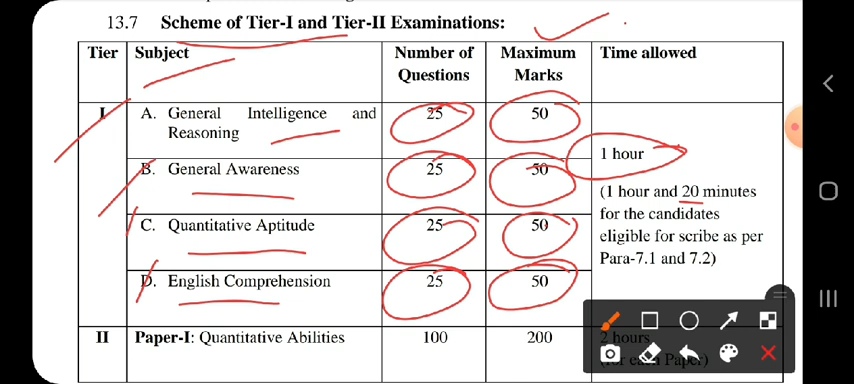 13.7 Scheme of Tier-I and Tier-II Examinations:
Tier Subject Number of Questions Maximum Marks Time allowed
I A. General Intelligence and Reasoning 25 50
1 hour
(1 hour and 20 minutes for the candidates eligible for scribe as per Para-7.1 and 7.2)
B. General Awareness 25 50
C. Quantitative Aptitude 25 50
D. English Comprehension 25 50
II Paper-I: Quantitative Abilities 100 200 2 hours
(for each Paper)